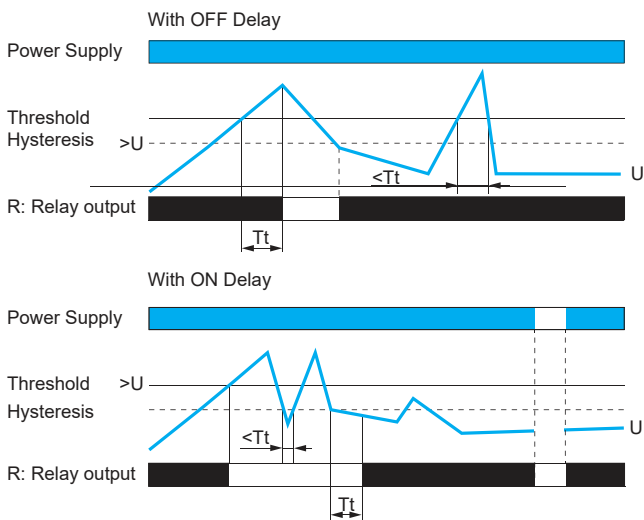 With OFF Delay
Power Supply
Threshold
Hysteresis >U
<Tt
U
R: Relay output
Tt
With ON Delay
Power Supply
Threshold >U
Hysteresis
U
<Tt
R: Relay output
Tt